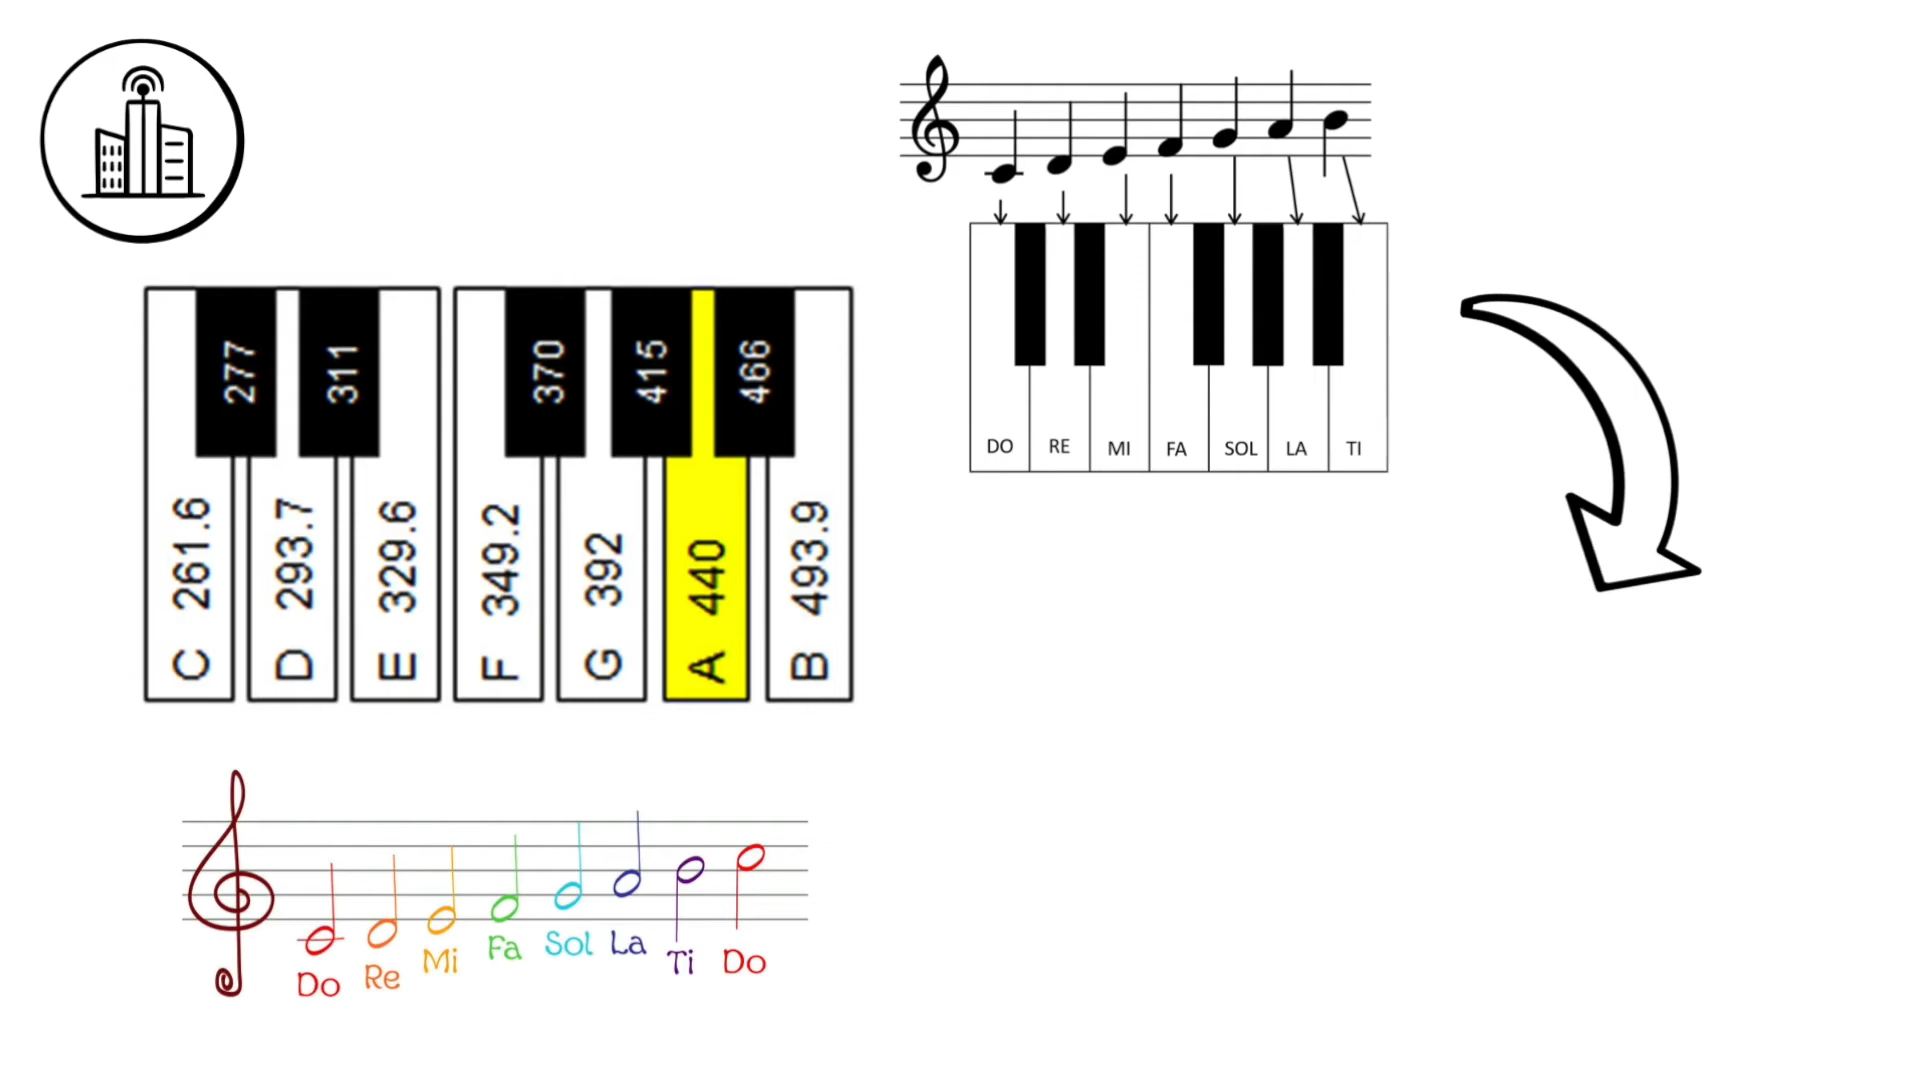 277 311 370 415 466
C 261.6
D 293.7
E 329.6
F 349.2
G 392
A 440
B 493.9
DO RE MI FA SOL LA TI
Do Re Mi Fa Sol La Ti Do